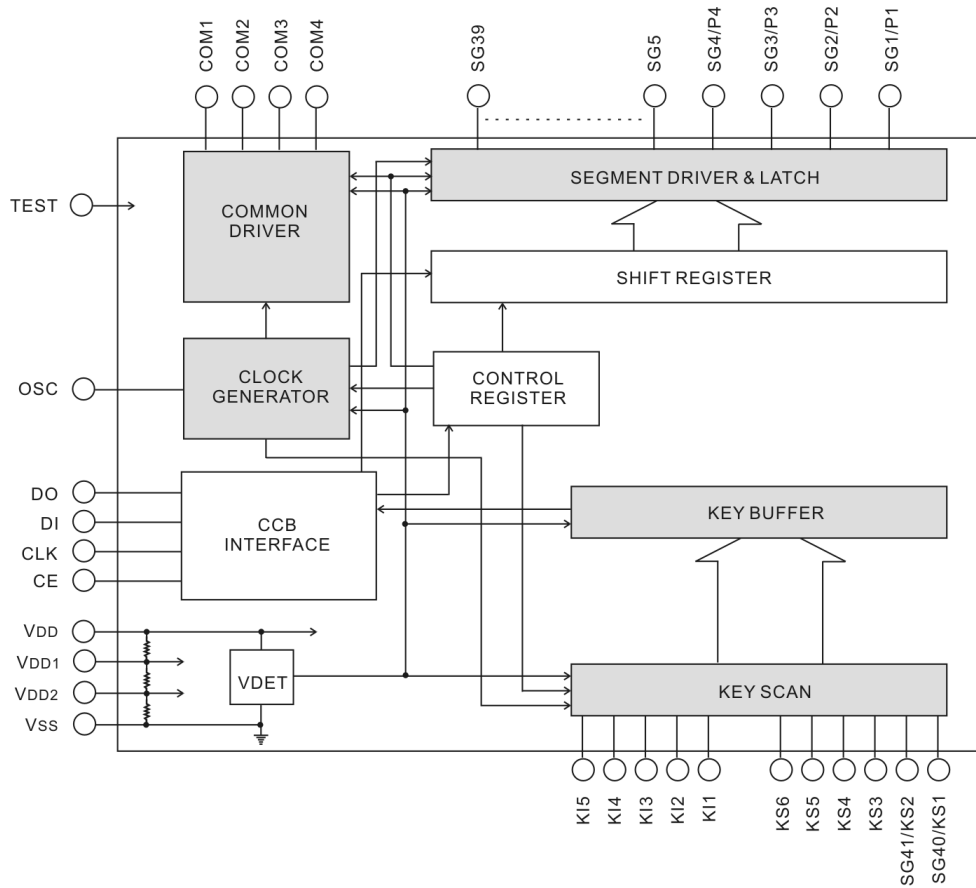 COM1
COM2
COM3
COM4
SG39
SG5
SG4/P4
SG3/P3
SG2/P2
SG1/P1
TEST
COMMON
DRIVER
SEGMENT DRIVER & LATCH
SHIFT REGISTER
OSC
CLOCK
GENERATOR
CONTROL
REGISTER
DO
DI
CLK
CE
CCB
INTERFACE
KEY BUFFER
VDD
VDD1
VDD2
VSS
VDET
KEY SCAN
KI5
KI4
KI3
KI2
KI1
KS6
KS5
KS4
KS3
SG41/KS2
SG40/KS1